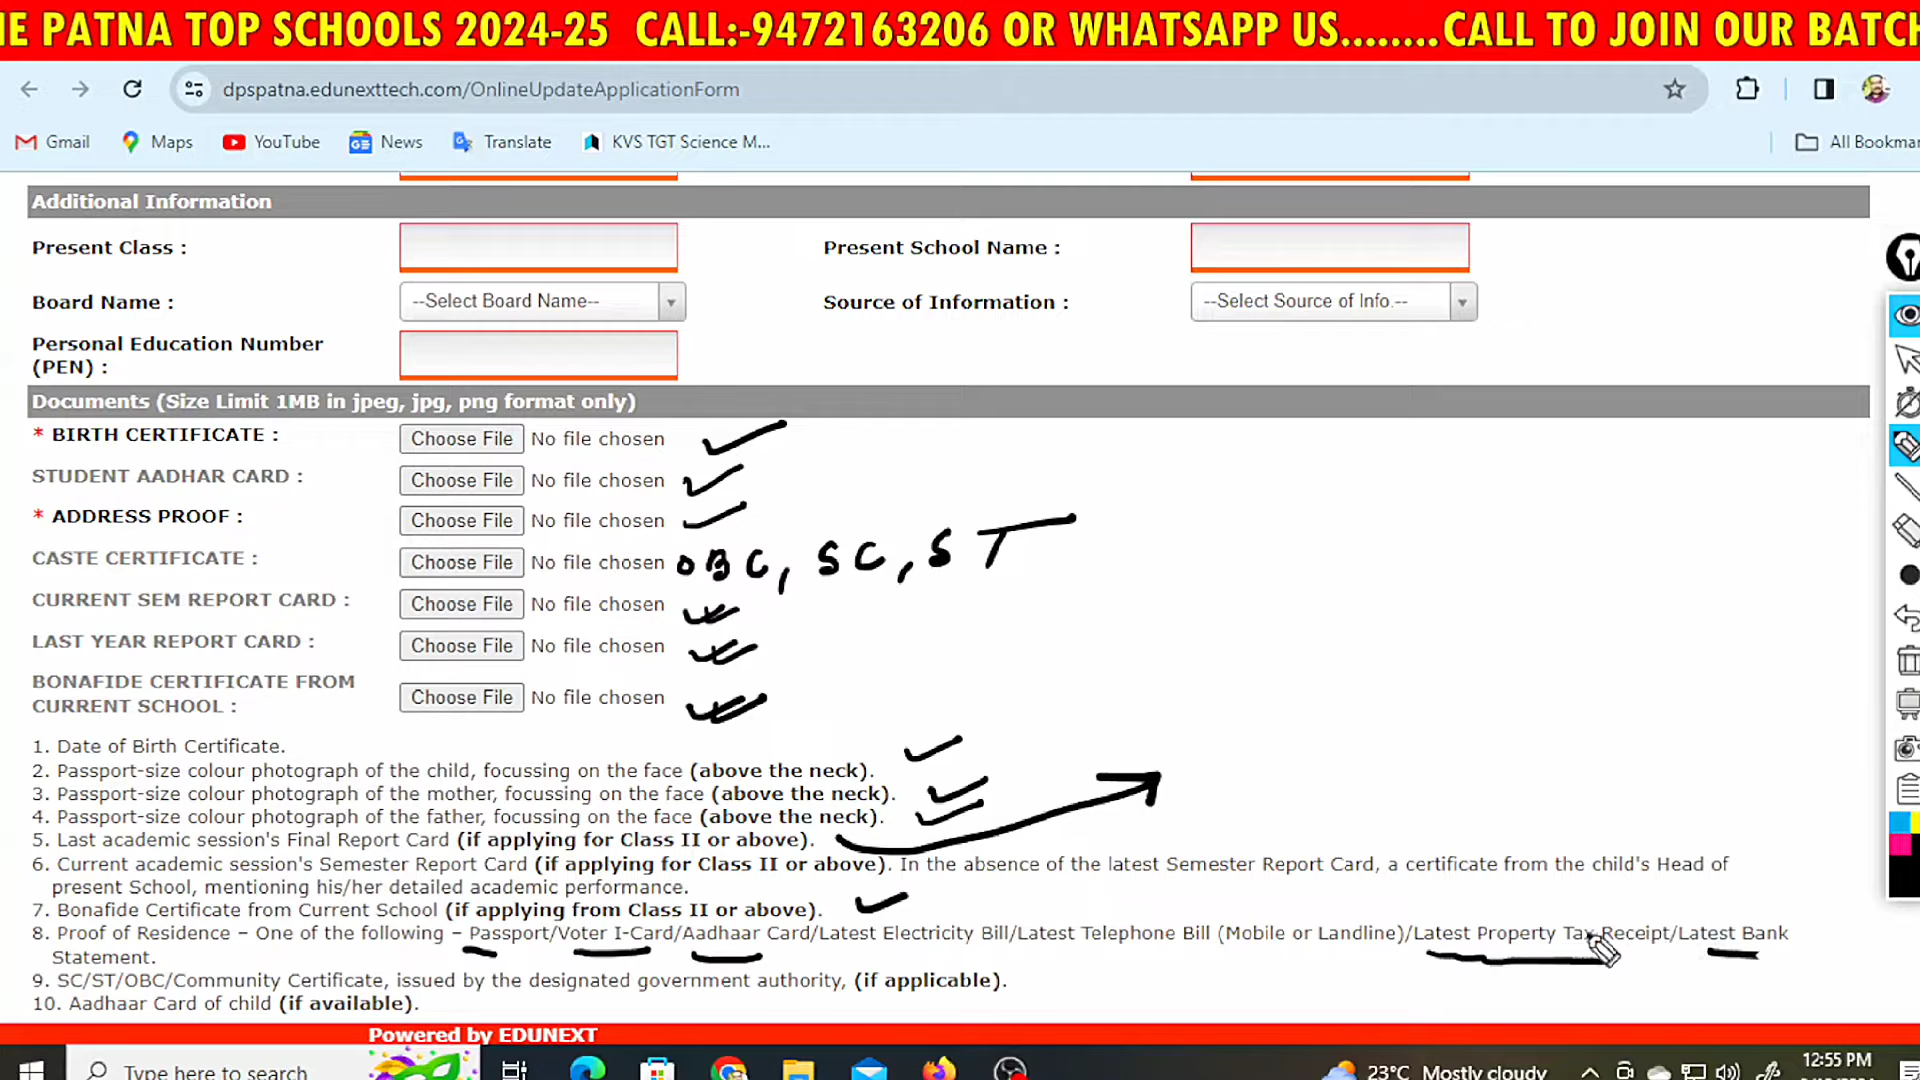 HE PATNA TOP SCHOOLS 2024-25 CALL:-9472163206 OR WHATSAPP US........CALL TO JOIN OUR BATCH
dpspatna.edunexttech.com/OnlineUpdateApplicationForm
Gmail Maps YouTube News Translate KVS TGT Science M... All Bookmar
Additional Information
Present Class : Present School Name :
Board Name : --Select Board Name-- Source of Information : --Select Source of Info.--
Personal Education Number
(PEN) :
Documents (Size Limit 1MB in jpeg, jpg, png format only)
* BIRTH CERTIFICATE : Choose File No file chosen
STUDENT AADHAR CARD : Choose File No file chosen
* ADDRESS PROOF : Choose File No file chosen
CASTE CERTIFICATE : Choose File No file chosen OBC, SC, ST
CURRENT SEM REPORT CARD : Choose File No file chosen
LAST YEAR REPORT CARD : Choose File No file chosen
BONAFIDE CERTIFICATE FROM
CURRENT SCHOOL : Choose File No file chosen
1. Date of Birth Certificate.
2. Passport-size colour photograph of the child, focussing on the face (above the neck).
3. Passport-size colour photograph of the mother, focussing on the face (above the neck).
4. Passport-size colour photograph of the father, focussing on the face (above the neck).
5. Last academic session's Final Report Card (if applying for Class II or above).
6. Current academic session's Semester Report Card (if applying for Class II or above). In the absence of the latest Semester Report Card, a certificate from the child's Head of
present School, mentioning his/her detailed academic performance.
7. Bonafide Certificate from Current School (if applying from Class II or above).
8. Proof of Residence – One of the following – Passport/Voter I-Card/Aadhaar Card/Latest Electricity Bill/Latest Telephone Bill (Mobile or Landline)/Latest Property Tax Receipt/Latest Bank
Statement.
9. SC/ST/OBC/Community Certificate, issued by the designated government authority, (if applicable).
10. Aadhaar Card of child (if available).
Powered by EDUNEXT
Type here to search 23°C Mostly cloudy 12:55 PM